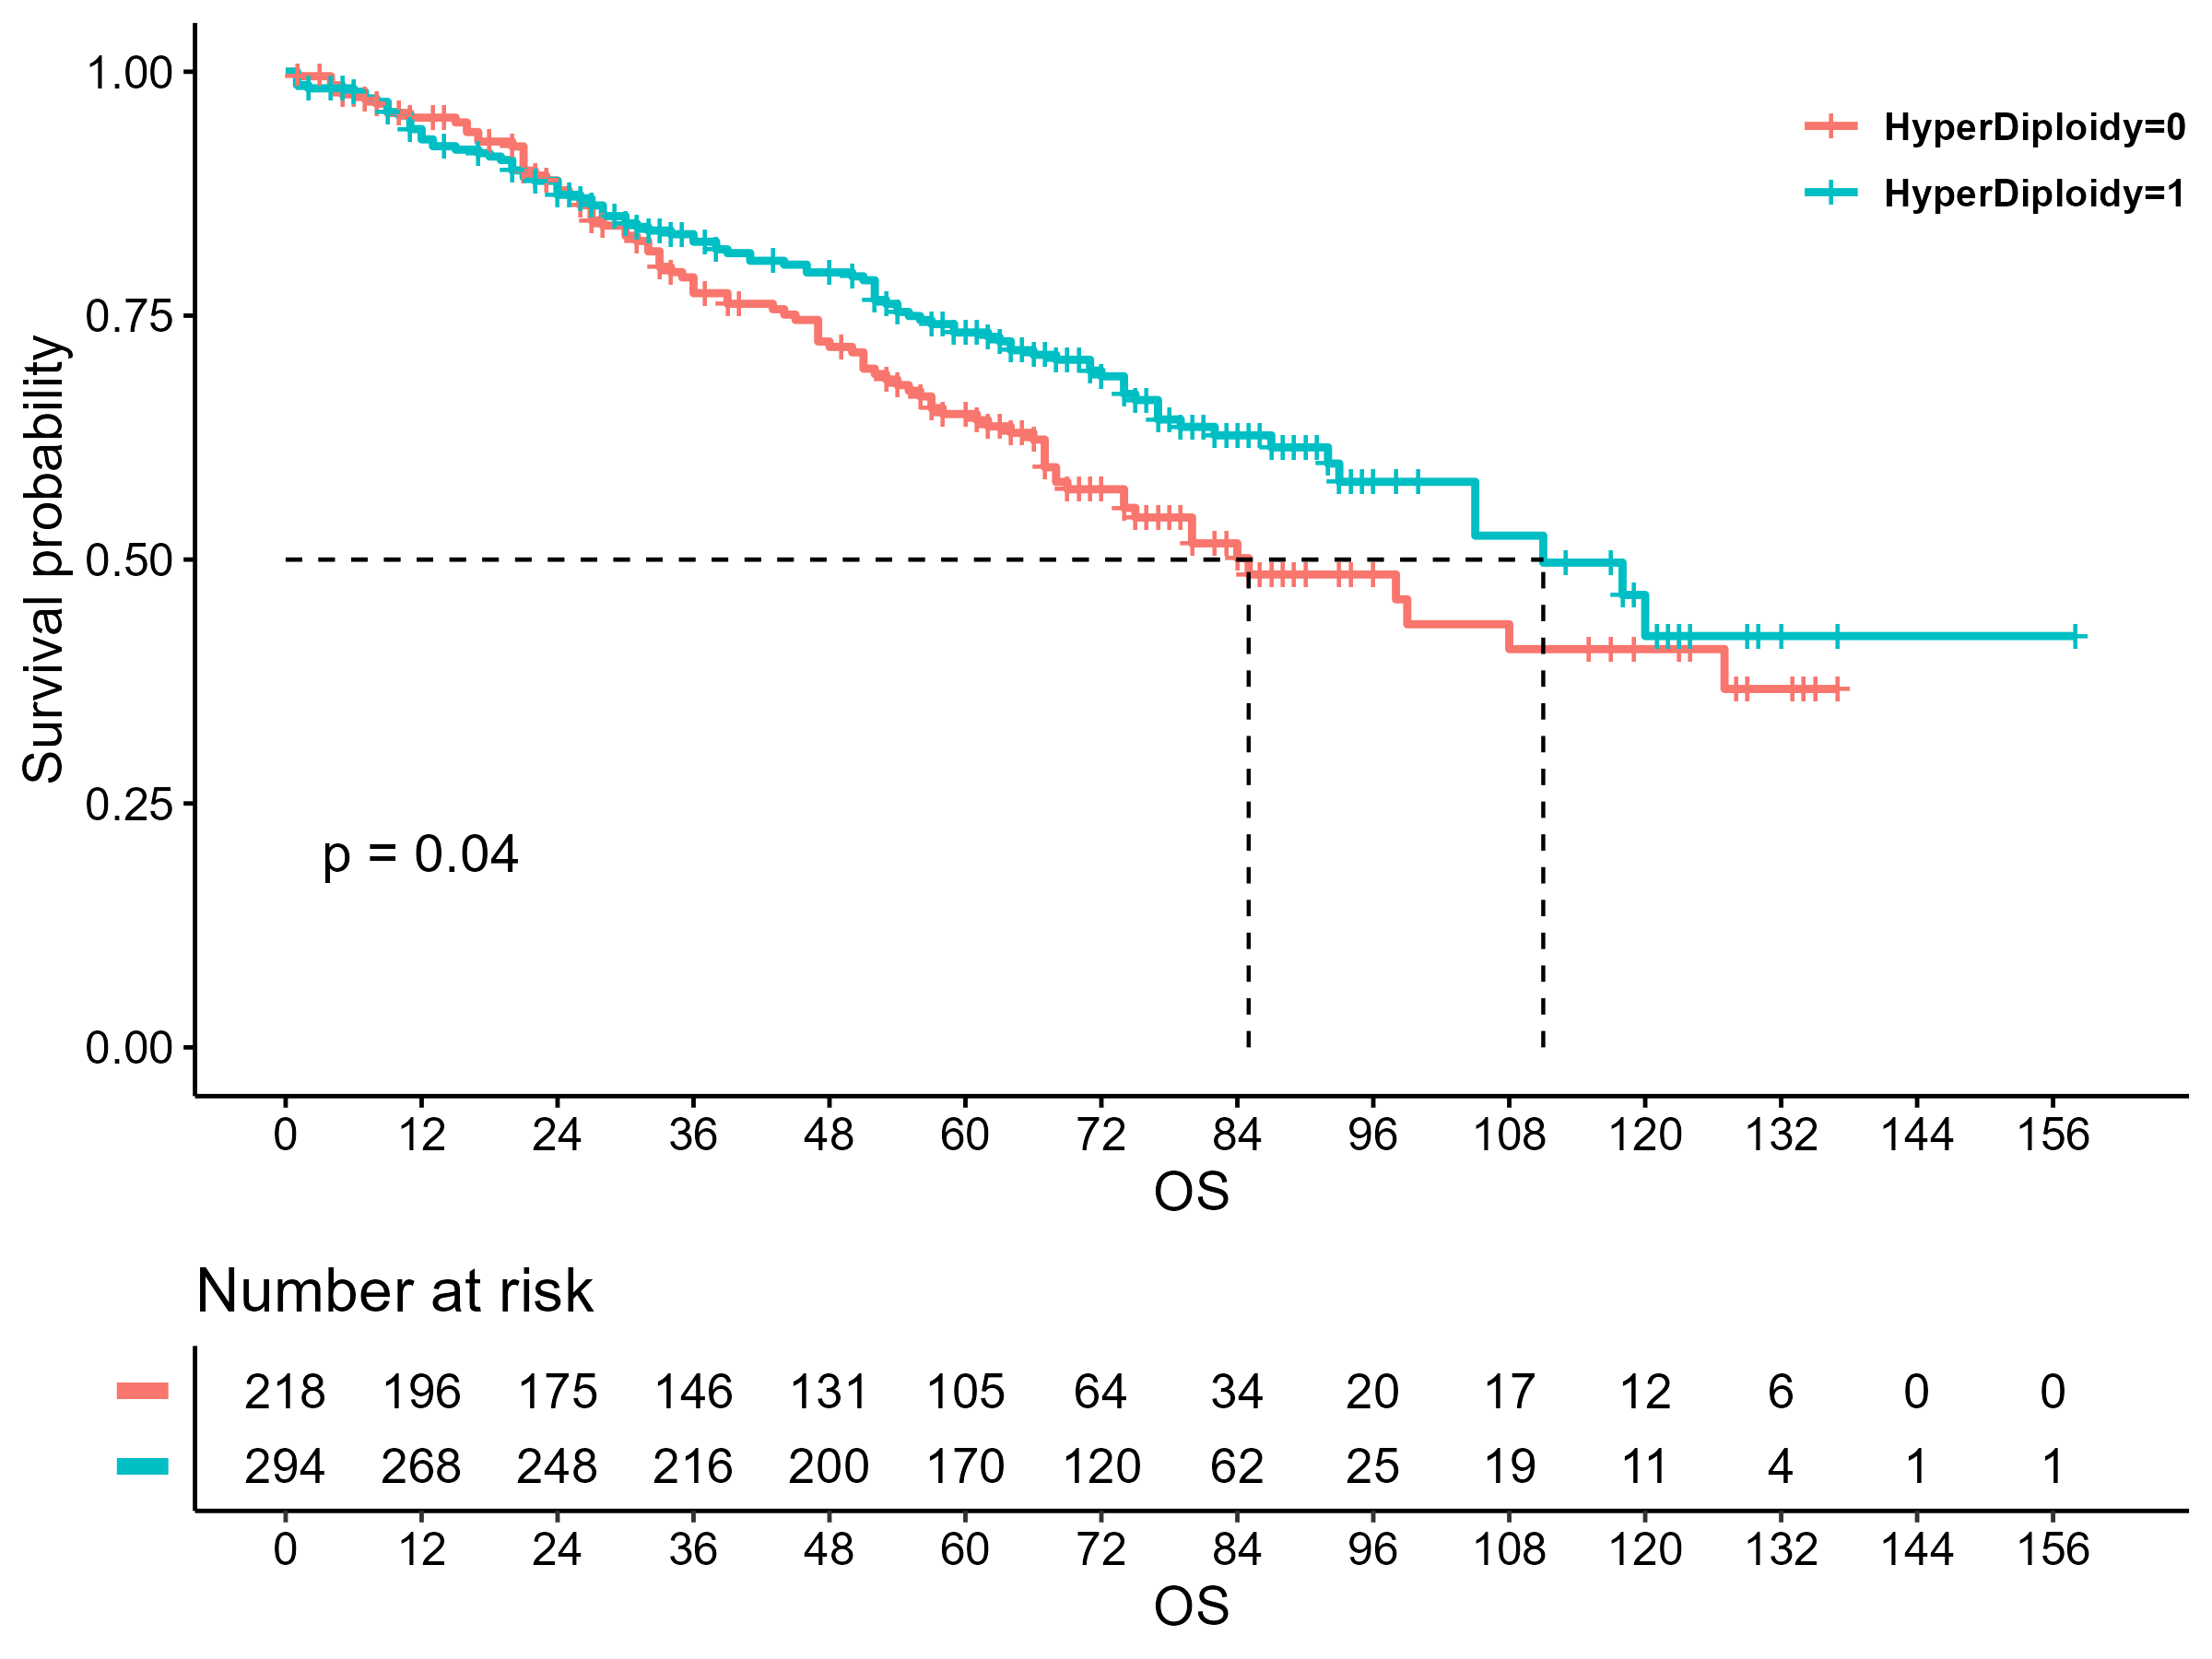 1.00
0.75
0.50
0.25
0.00
Survival probability
HyperDiploidy=0
HyperDiploidy=1
p = 0.04
0 12 24 36 48 60 72 84 96 108 120 132 144 156
OS
Number at risk
218 196 175 146 131 105 64 34 20 17 12 6 0 0
294 268 248 216 200 170 120 62 25 19 11 4 1 1
0 12 24 36 48 60 72 84 96 108 120 132 144 156
OS